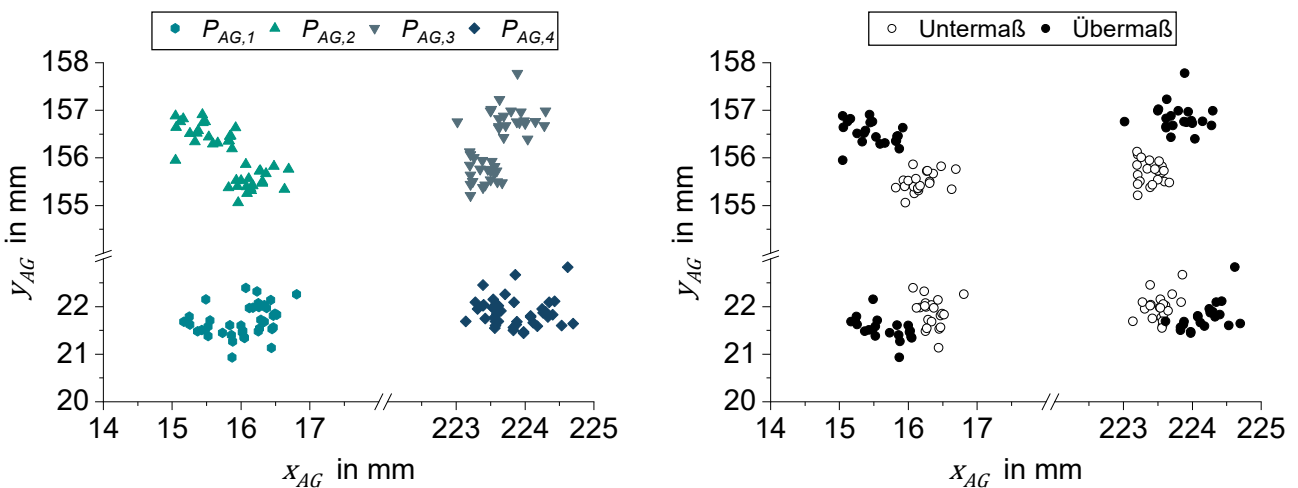 P_AG,1 P_AG,2 P_AG,3 P_AG,4
158
157
156
155
22
21
20
14 15 16 17 223 224 225
y_AG in mm
x_AG in mm
Untermaß Übermaß
158
157
156
155
22
21
20
14 15 16 17 223 224 225
y_AG in mm
x_AG in mm